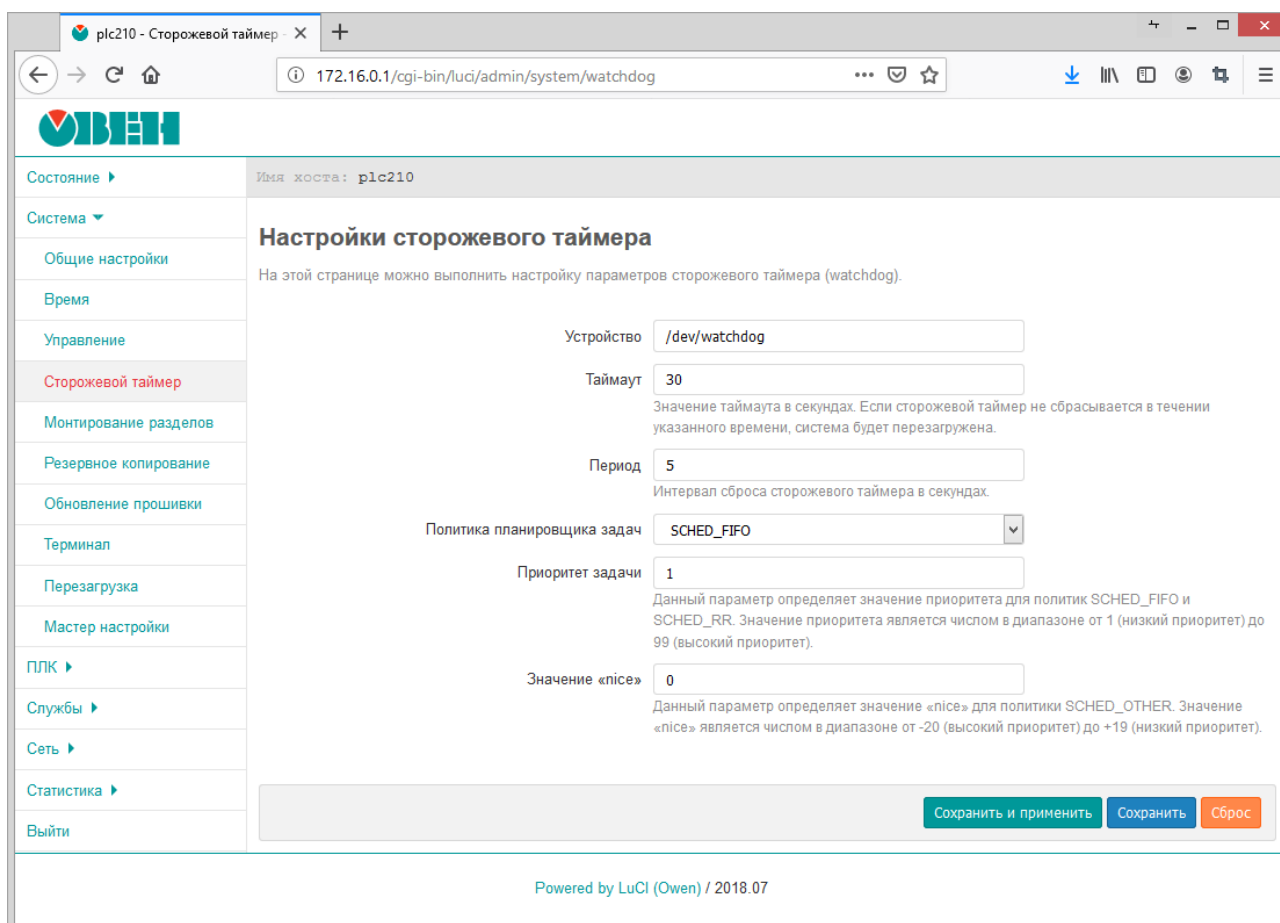 plc210 - Сторожевой таймер -
172.16.0.1/cgi-bin/luci/admin/system/watchdog
ОВЕН
Состояние
Имя хоста: plc210
Система
Общие настройки
Время
Управление
Сторожевой таймер
Монтирование разделов
Резервное копирование
Обновление прошивки
Терминал
Перезагрузка
Мастер настройки
ПЛК
Службы
Сеть
Статистика
Выйти
Настройки сторожевого таймера
На этой странице можно выполнить настройку параметров сторожевого таймера (watchdog).
Устройство /dev/watchdog
Таймаут 30
Значение таймаута в секундах. Если сторожевой таймер не сбрасывается в течении
указанного времени, система будет перезагружена.
Период 5
Интервал сброса сторожевого таймера в секундах.
Политика планировщика задач SCHED_FIFO
Приоритет задачи 1
Данный параметр определяет значение приоритета для политик SCHED_FIFO и
SCHED_RR. Значение приоритета является числом в диапазоне от 1 (низкий приоритет) до
99 (высокий приоритет).
Значение «nice» 0
Данный параметр определяет значение «nice» для политики SCHED_OTHER. Значение
«nice» является числом в диапазоне от -20 (высокий приоритет) до +19 (низкий приоритет).
Сохранить и применить Сохранить Сброс
Powered by LuCI (Owen) / 2018.07